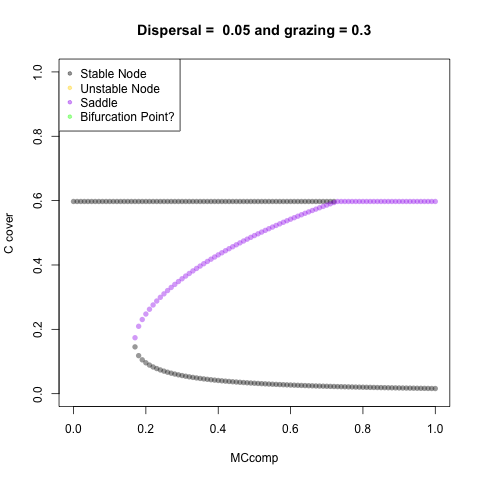 Dispersal =  0.05 and grazing = 0.3
Stable Node
Unstable Node
Saddle
Bifurcation Point?
1.0
0.8
0.6
0.4
0.2
0.0
C cover
0.0 0.2 0.4 0.6 0.8 1.0
MCcomp